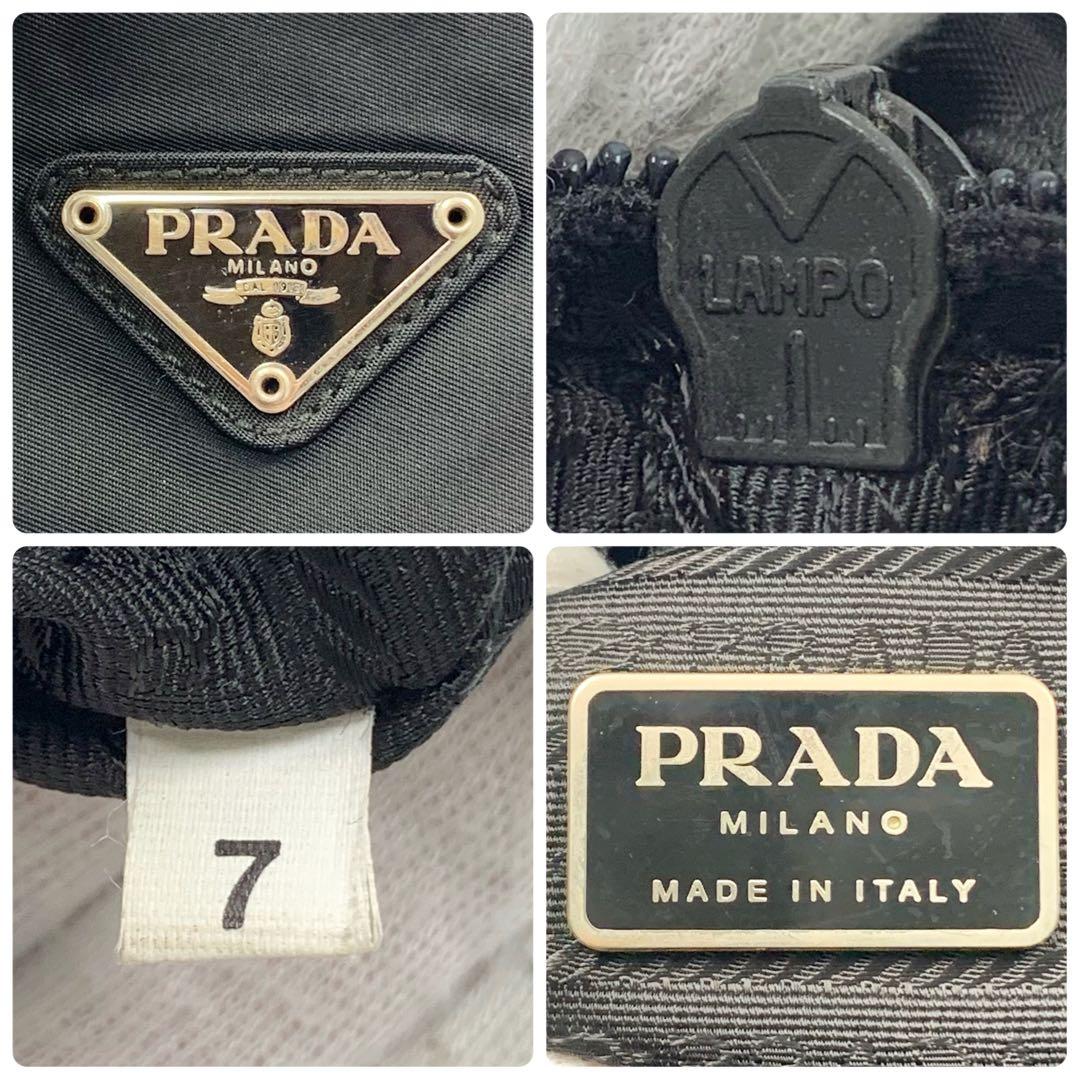 PRADA
MILANO
DAL 1913
LAMPO
7
PRADA
MILANO
MADE IN ITALY